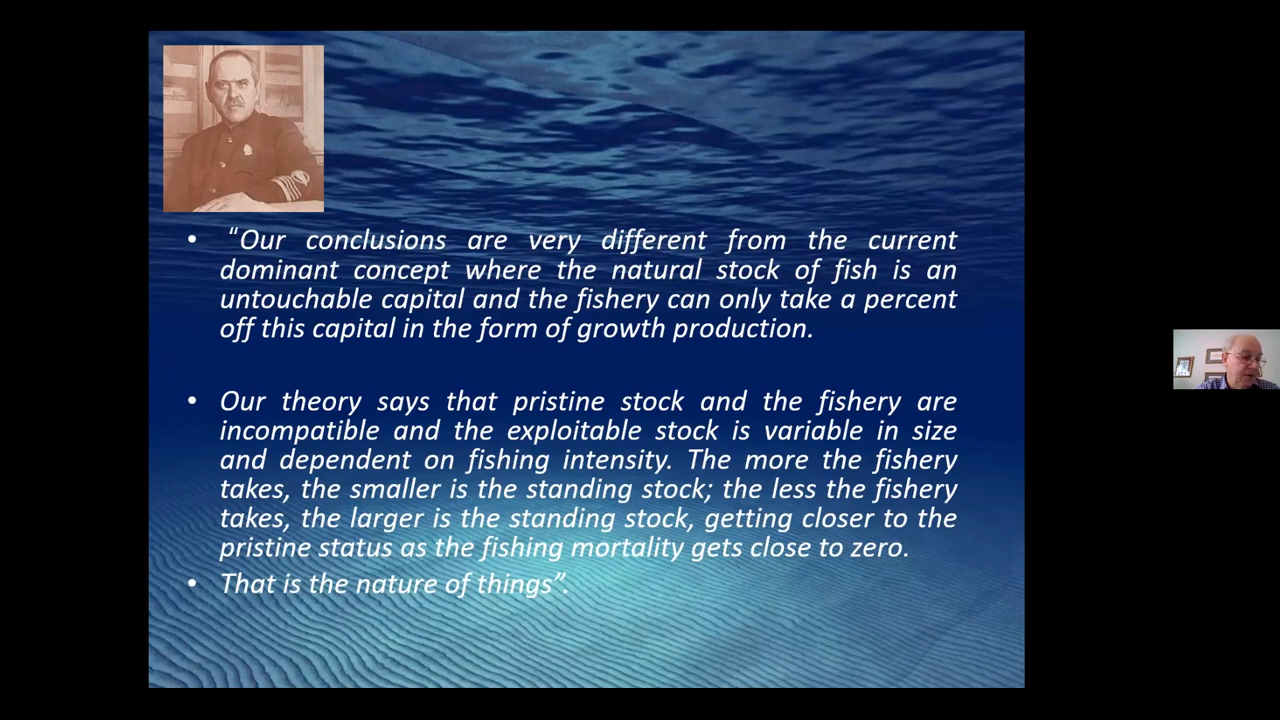 • “Our conclusions are very different from the current
dominant concept where the natural stock of fish is an
untouchable capital and the fishery can only take a percent
off this capital in the form of growth production.
• Our theory says that pristine stock and the fishery are
incompatible and the exploitable stock is variable in size
and dependent on fishing intensity. The more the fishery
takes, the smaller is the standing stock; the less the fishery
takes, the larger is the standing stock, getting closer to the
pristine status as the fishing mortality gets close to zero.
• That is the nature of things”.